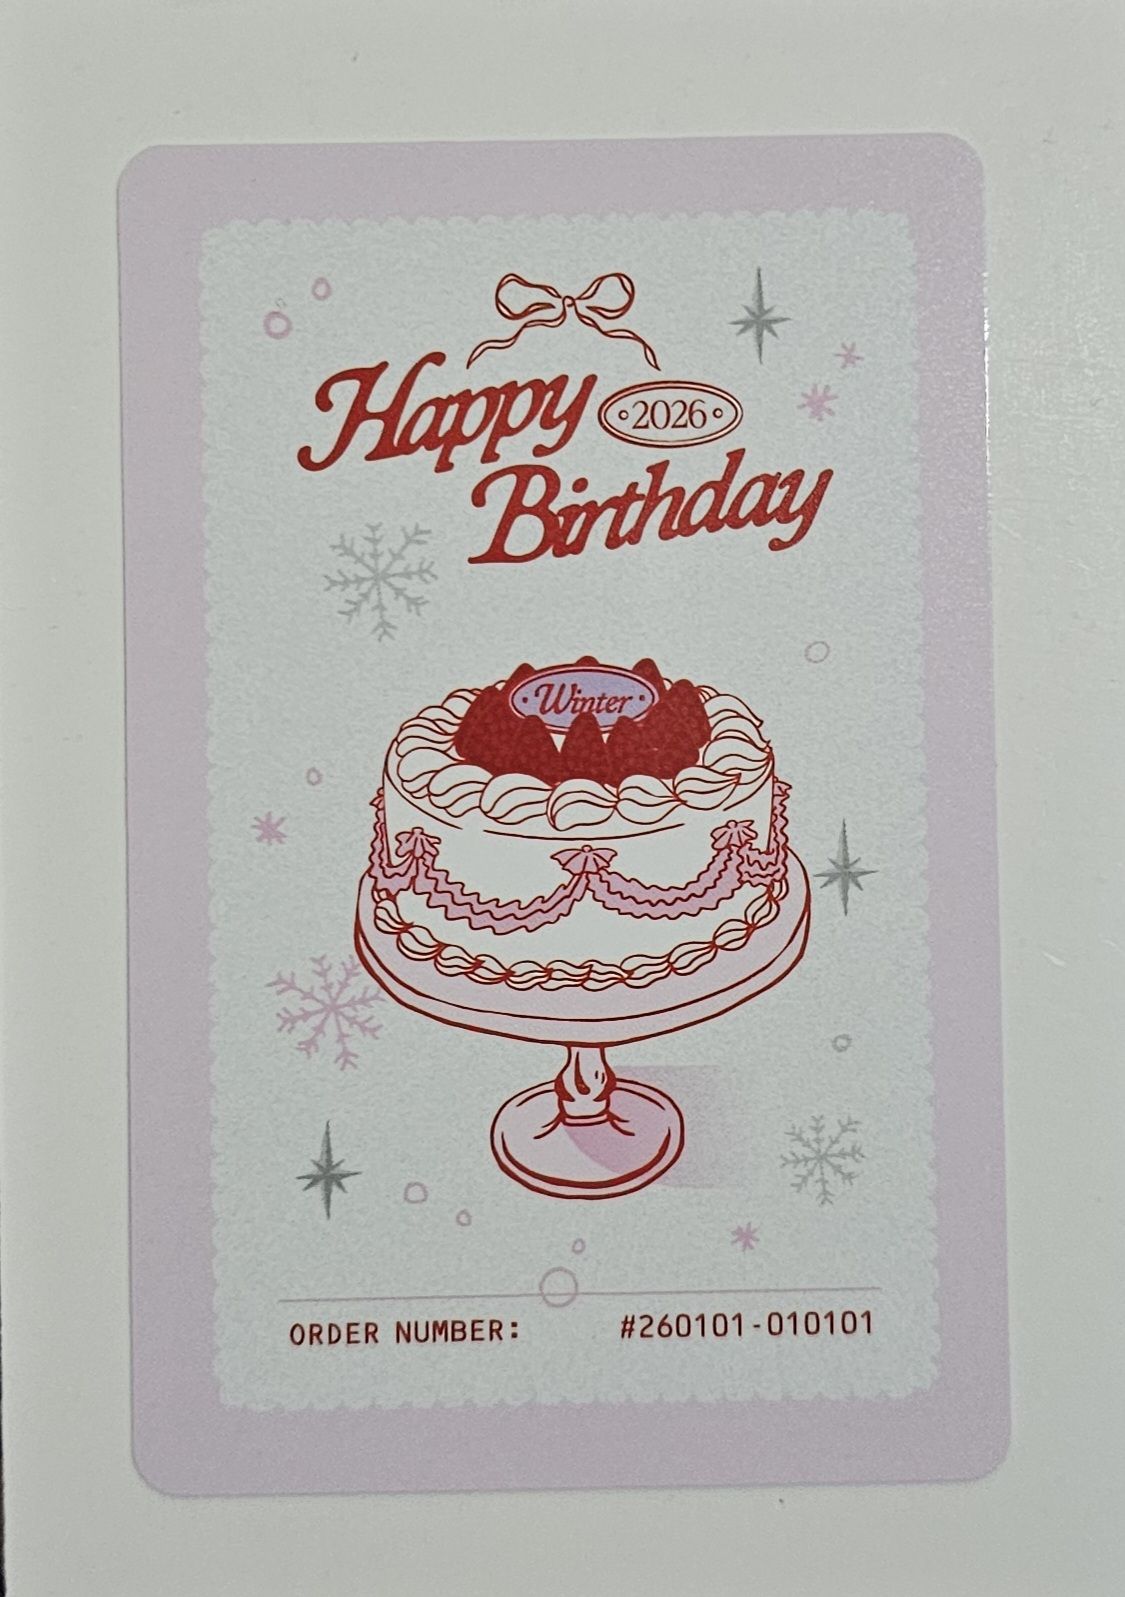 Happy
·2026·
Birthday
·Winter·
ORDER NUMBER: #260101-010101